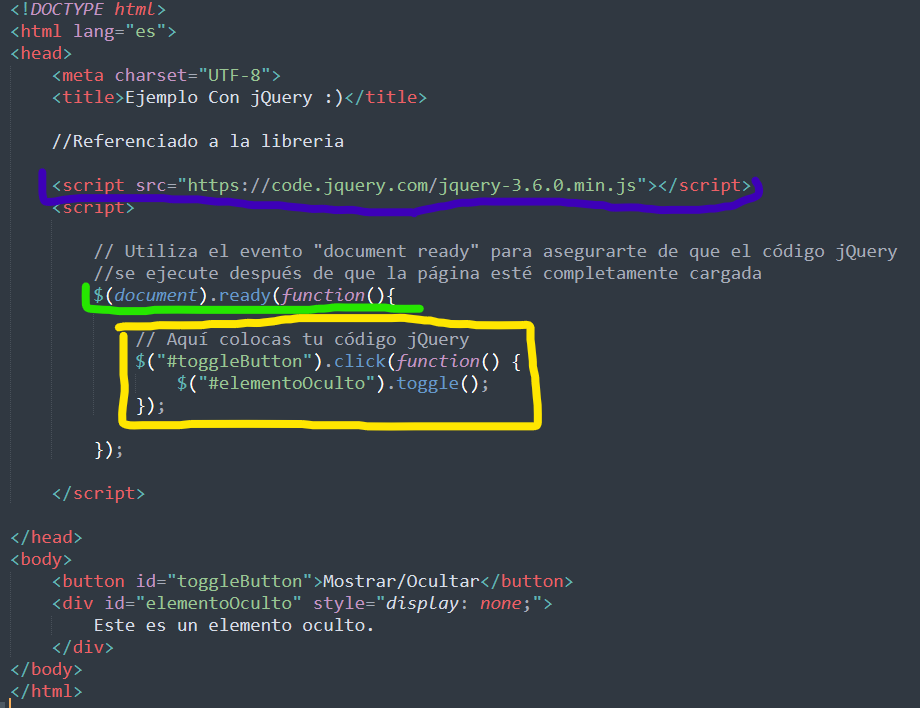 <!DOCTYPE html>
<html lang="es">
<head>
    <meta charset="UTF-8">
    <title>Ejemplo Con jQuery :)</title>

    //Referenciado a la libreria

    <script src="https://code.jquery.com/jquery-3.6.0.min.js"></script>
    <script>

        // Utiliza el evento "document ready" para asegurarte de que el código jQuery
        //se ejecute después de que la página esté completamente cargada
        $(document).ready(function(){

            // Aquí colocas tu código jQuery
            $("#toggleButton").click(function() {
                $("#elementoOculto").toggle();
            });

        });

    </script>

</head>
<body>
    <button id="toggleButton">Mostrar/Ocultar</button>
    <div id="elementoOculto" style="display: none;">
        Este es un elemento oculto.
    </div>
</body>
</html>